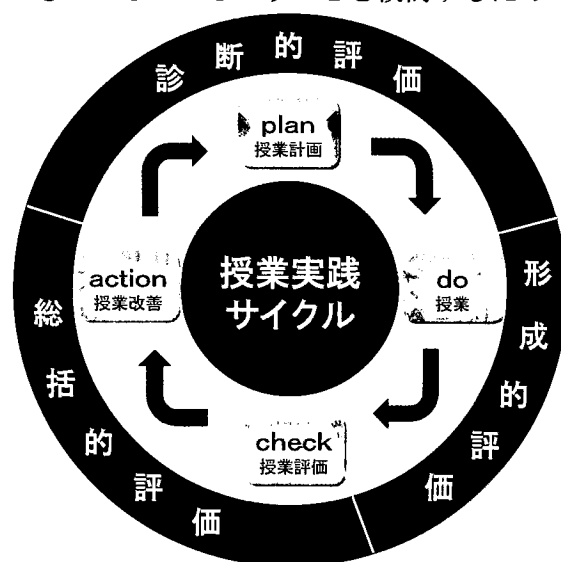 診断的評価
plan
授業計画
do
授業
形成的評価
check
授業評価
総括的評価
action
授業改善
授業実践
サイクル